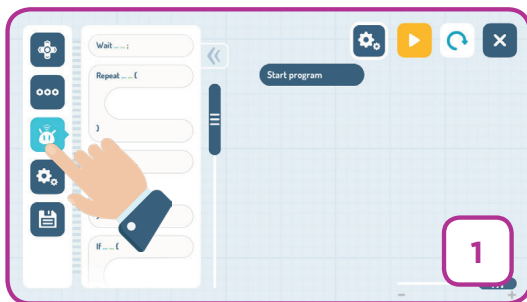 Wait ... ... ;
Repeat ... ... {
}
Start program
If ... ... {
1